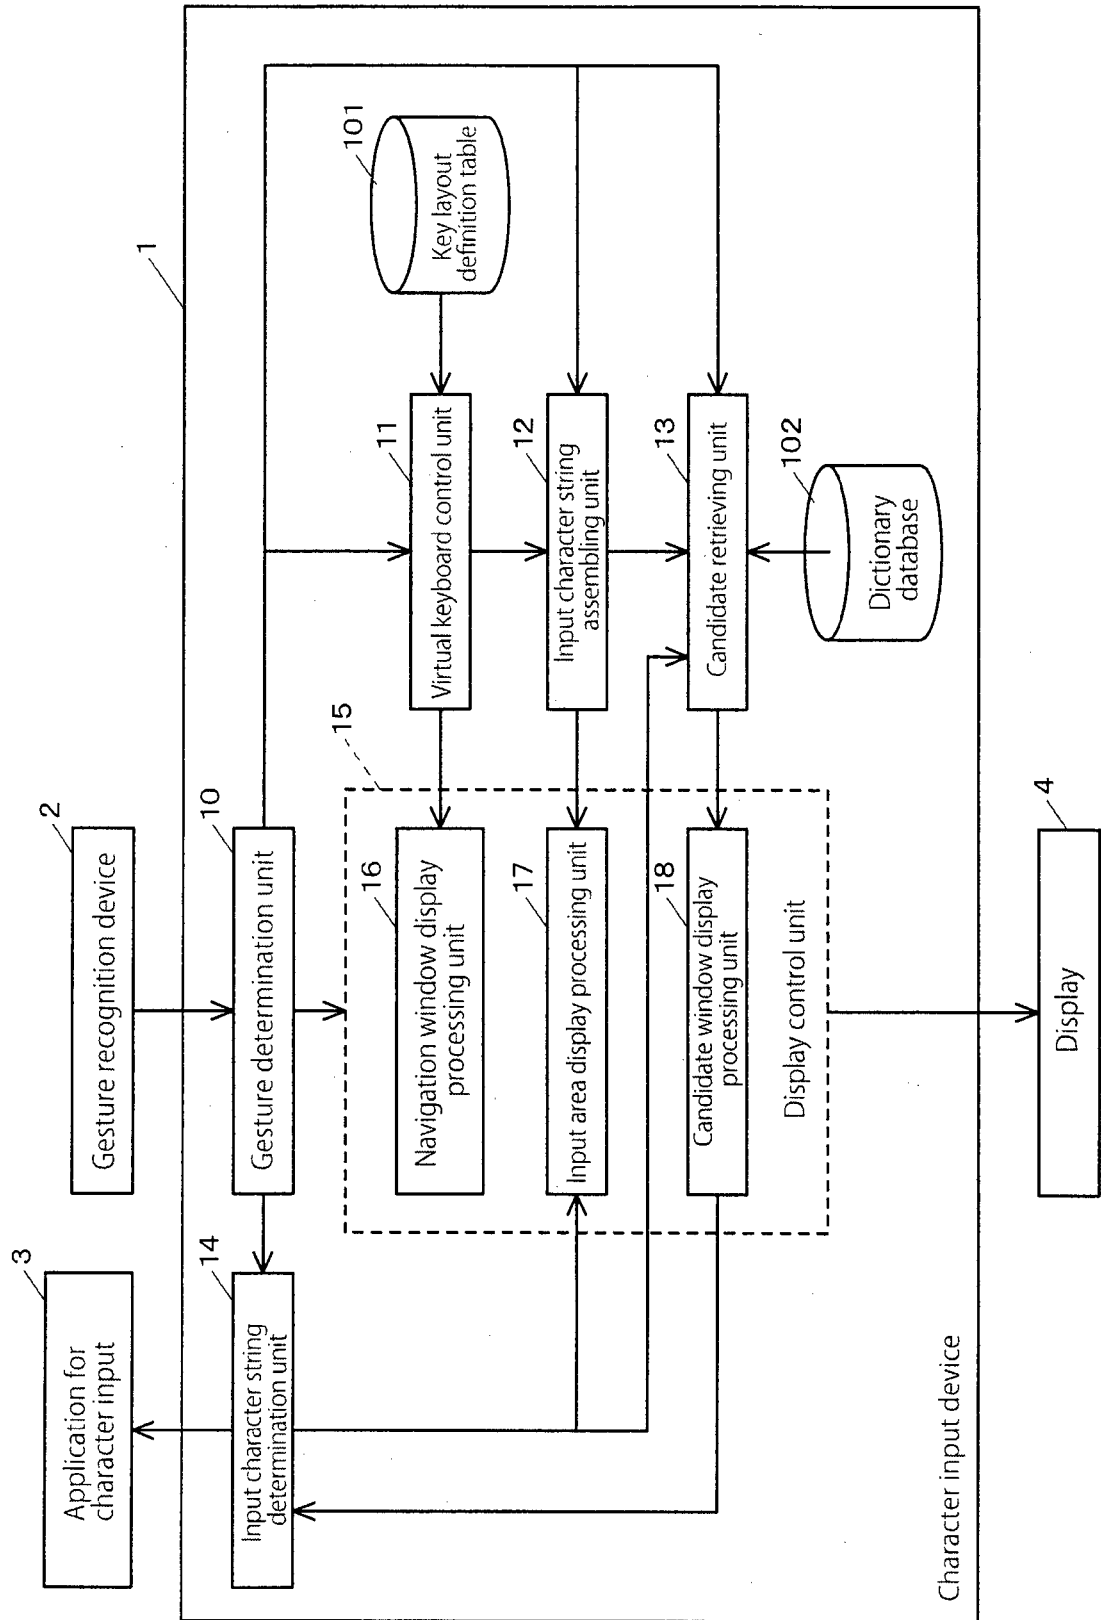 3
Application for
character input
2
Gesture recognition device
1
14
Input character string
determination unit
10
Gesture determination unit
15
16
Navigation window display
processing unit
11
Virtual keyboard control unit
101
Key layout
definition table
17
Input area display processing unit
12
Input character string
assembling unit
18
Candidate window display
processing unit
13
Candidate retrieving unit
Display control unit
102
Dictionary
database
Character input device
4
Display